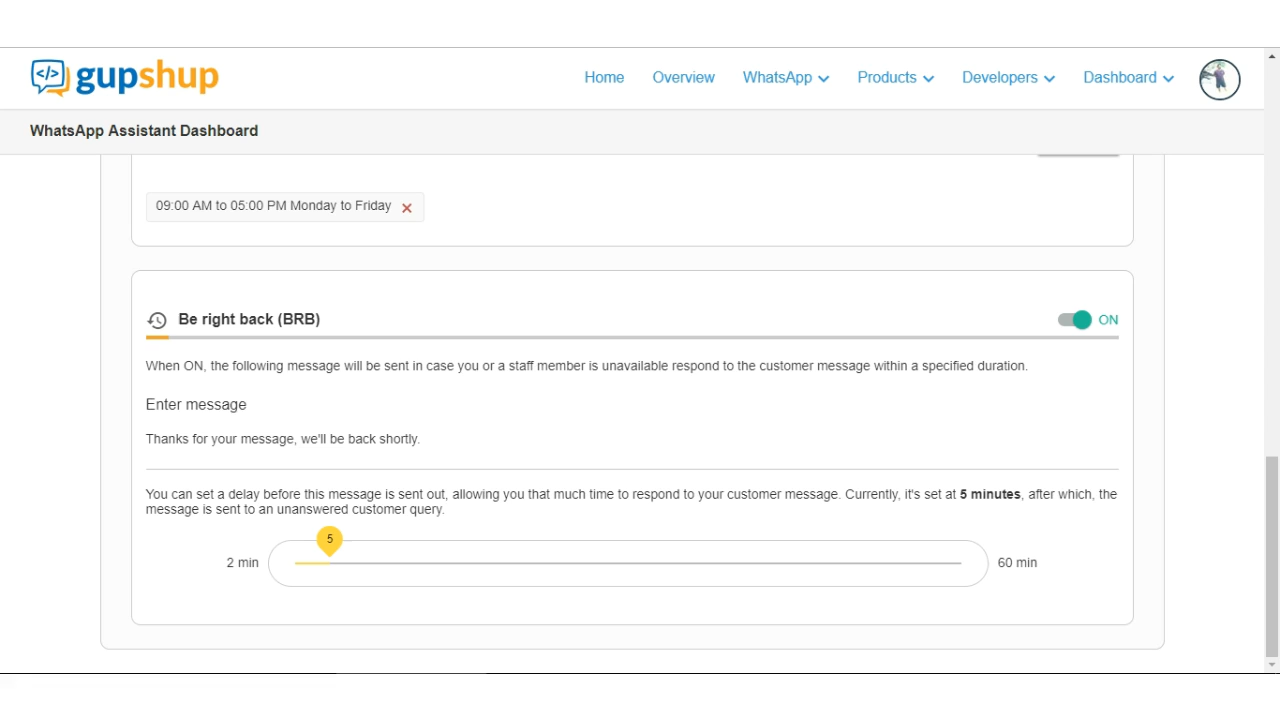 </> gupshup
Home Overview WhatsApp Products Developers Dashboard
WhatsApp Assistant Dashboard
09:00 AM to 05:00 PM Monday to Friday
Be right back (BRB)
ON
When ON, the following message will be sent in case you or a staff member is unavailable respond to the customer message within a specified duration.
Enter message
Thanks for your message, we'll be back shortly.
You can set a delay before this message is sent out, allowing you that much time to respond to your customer message. Currently, it's set at 5 minutes, after which, the
message is sent to an unanswered customer query.
5
2 min
60 min